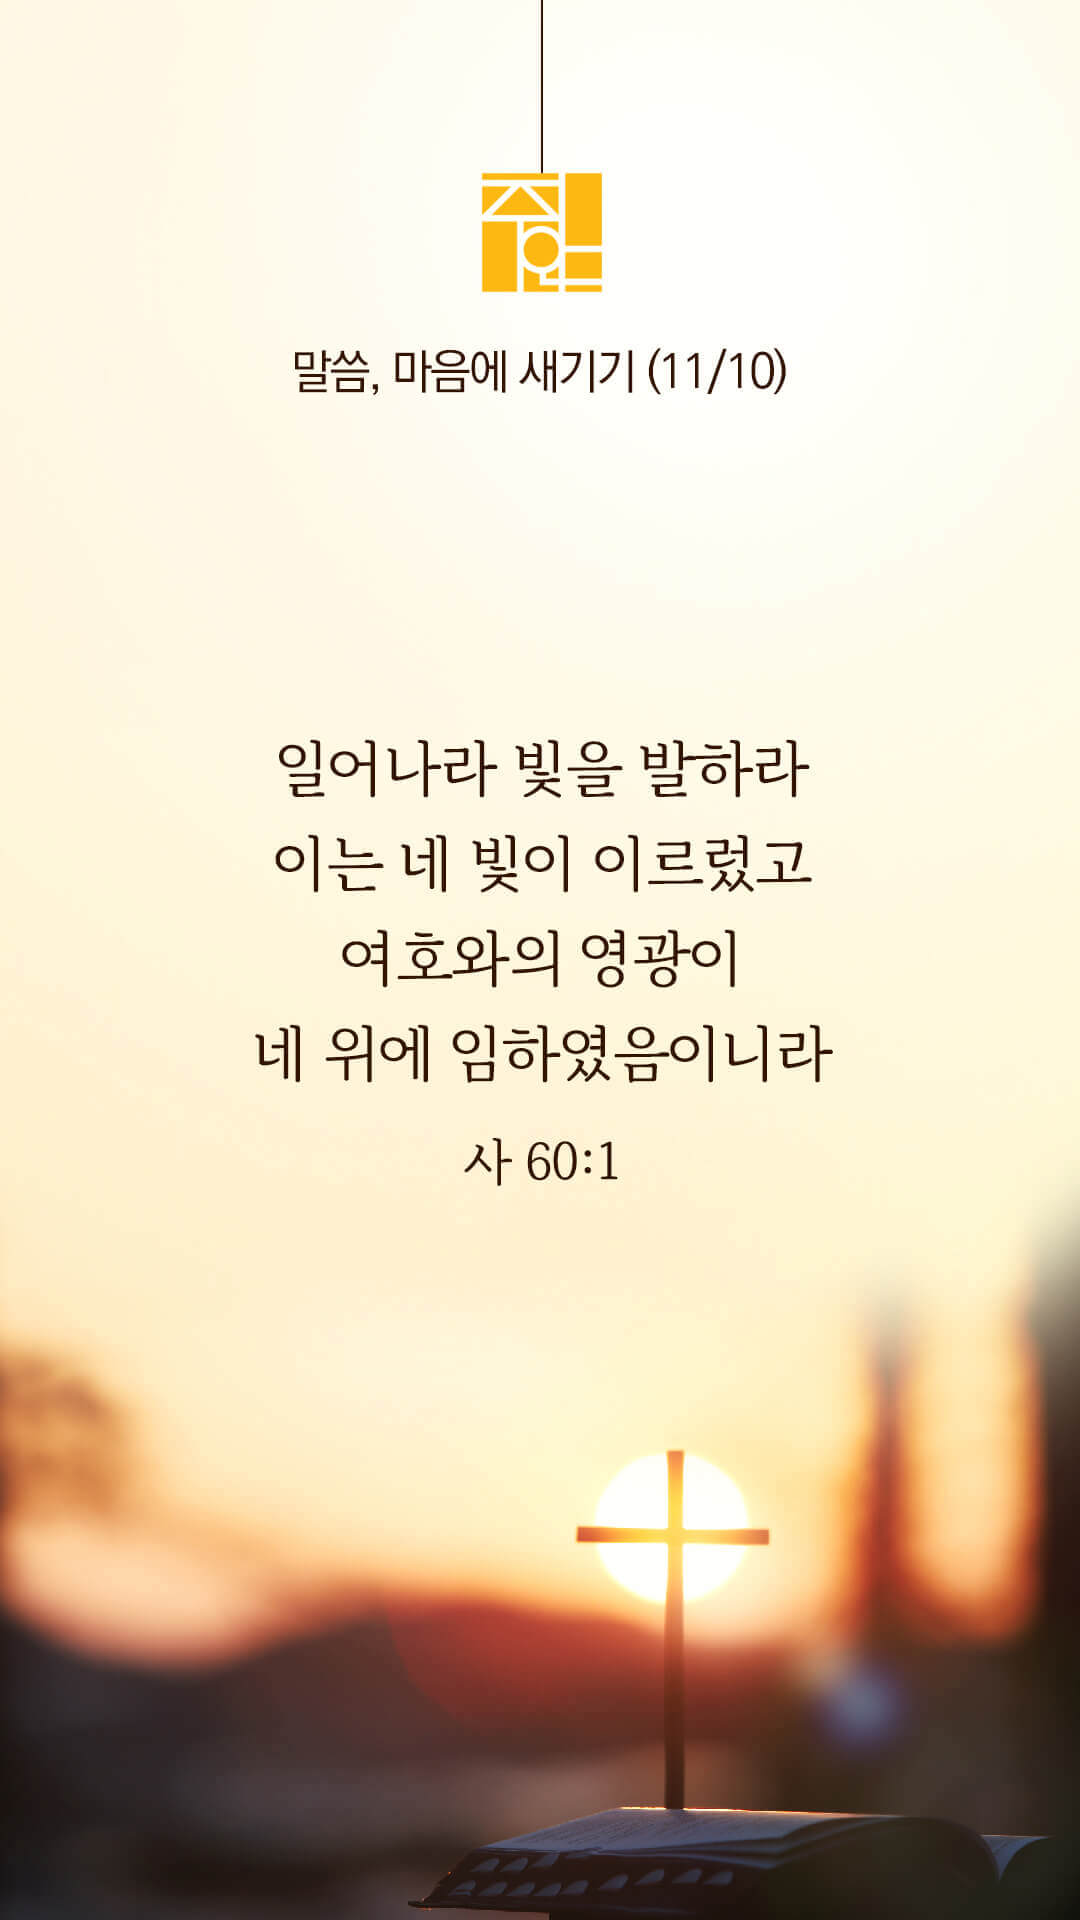 말씀, 마음에 새기기 (11/10)
일어나라 빛을 발하라
이는 네 빛이 이르렀고
여호와의 영광이
네 위에 임하였음이니라
사 60:1